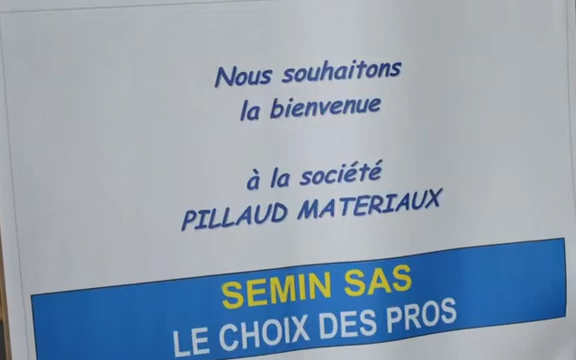 Nous souhaitons
la bienvenue
à la société
PILLAUD MATERIAUX
SEMIN SAS
LE CHOIX DES PROS